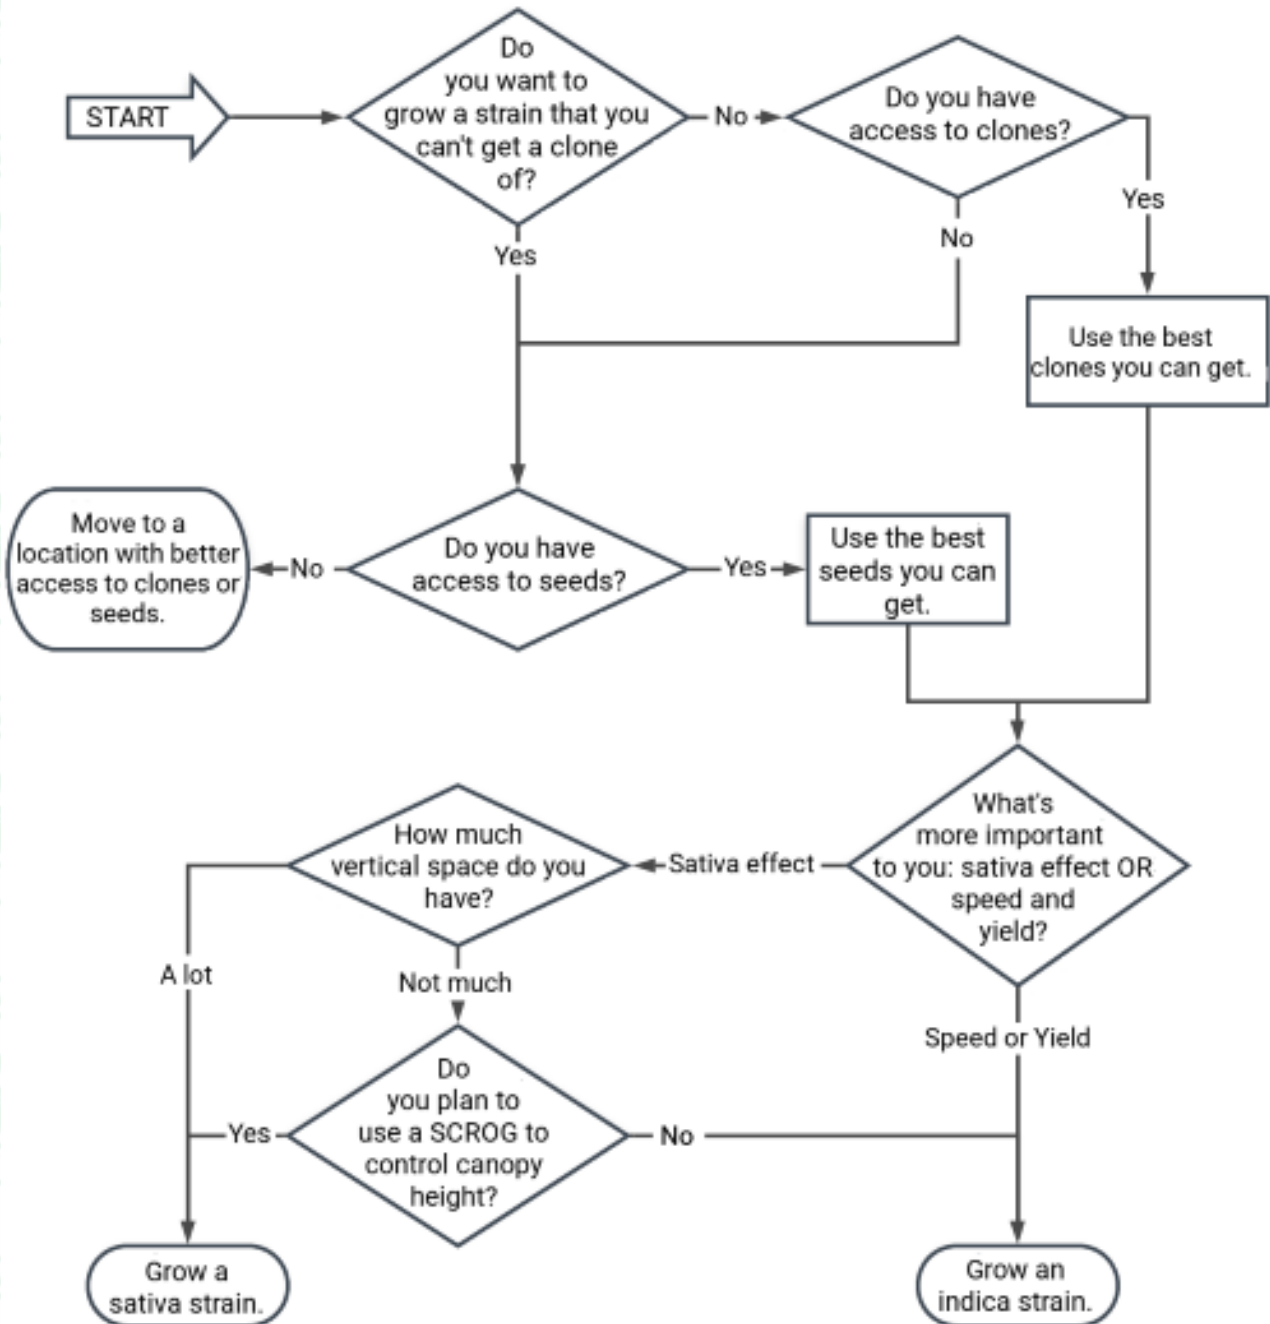 START
Do
you want to
grow a strain that you
can't get a clone
of?
No
Do you have
access to clones?
Yes
No
Yes
Use the best
clones you can get.
Move to a
location with better
access to clones or
seeds.
No
Do you have
access to seeds?
Yes
Use the best
seeds you can
get.
What's
more important
to you: sativa effect OR
speed and
yield?
Sativa effect
How much
vertical space do you
have?
A lot
Not much
Speed or Yield
Do
you plan to
use a SCROG to
control canopy
height?
Yes
No
Grow a
sativa strain.
Grow an
indica strain.